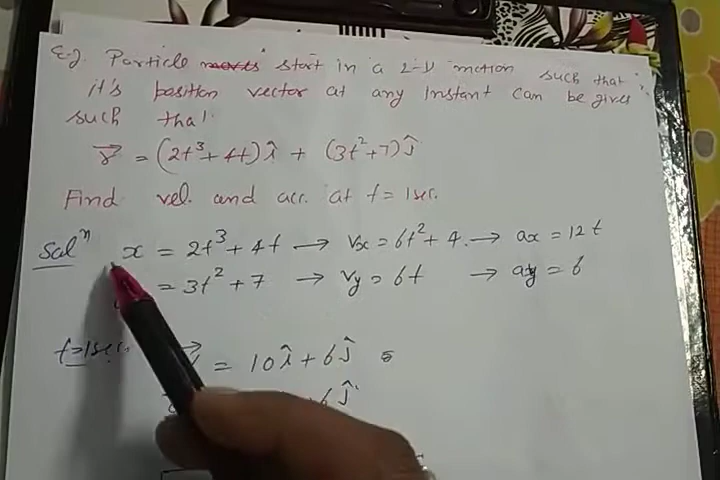 E-g. Particle moves start in a 2-D motion such that
it's position vector at any instant can be given
such that
r⃗ = (2t³+4t)î + (3t²+7)ĵ
Find vel. and acc. at t = 1sec.
Solⁿ x = 2t³+4t → Vx = 6t²+4. → ax = 12t
= 3t²+7 → Vy = 6t → ay = 6
t=1sec. = 10î + 6ĵ
6ĵ